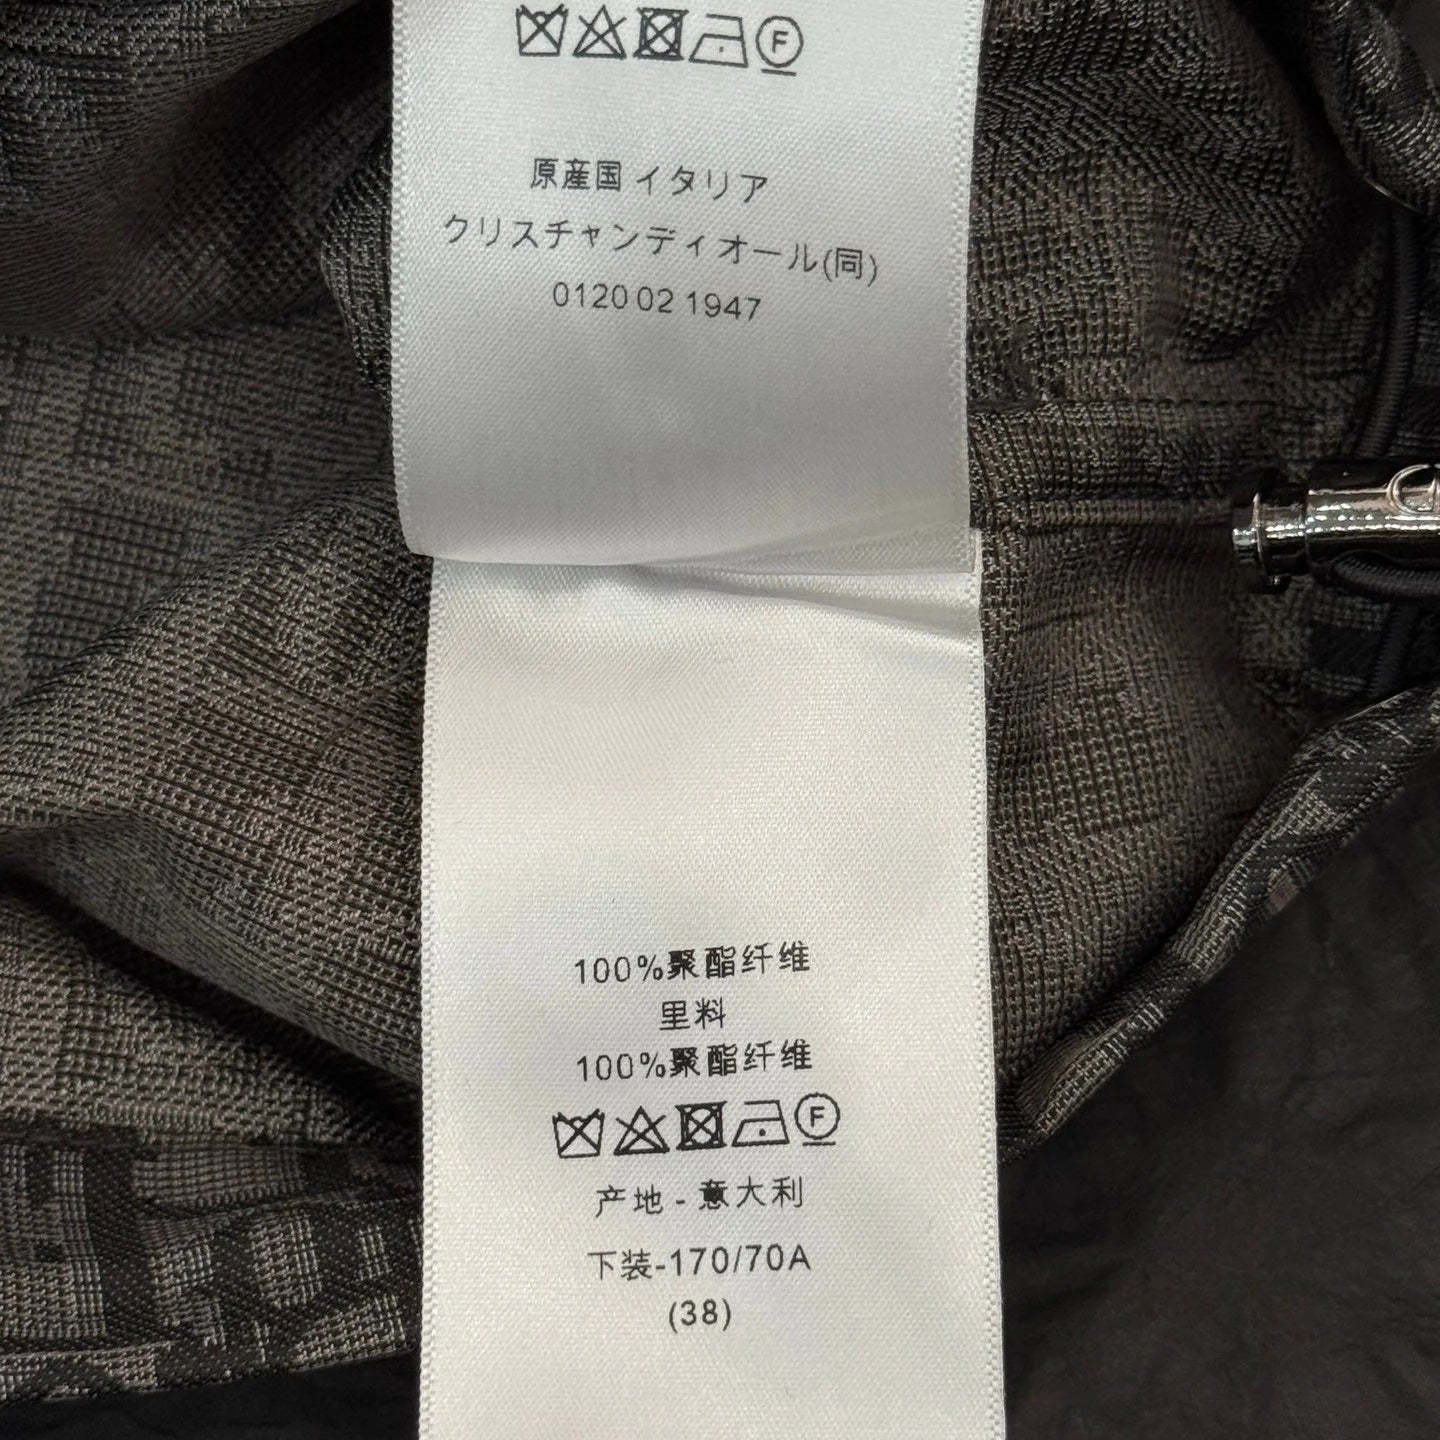 F
原産国 イタリア
クリスチャンディオール(同)
0120 02 1947
100%聚酯纤维
里料
100%聚酯纤维
F
产地 - 意大利
下装-170/70A
(38)